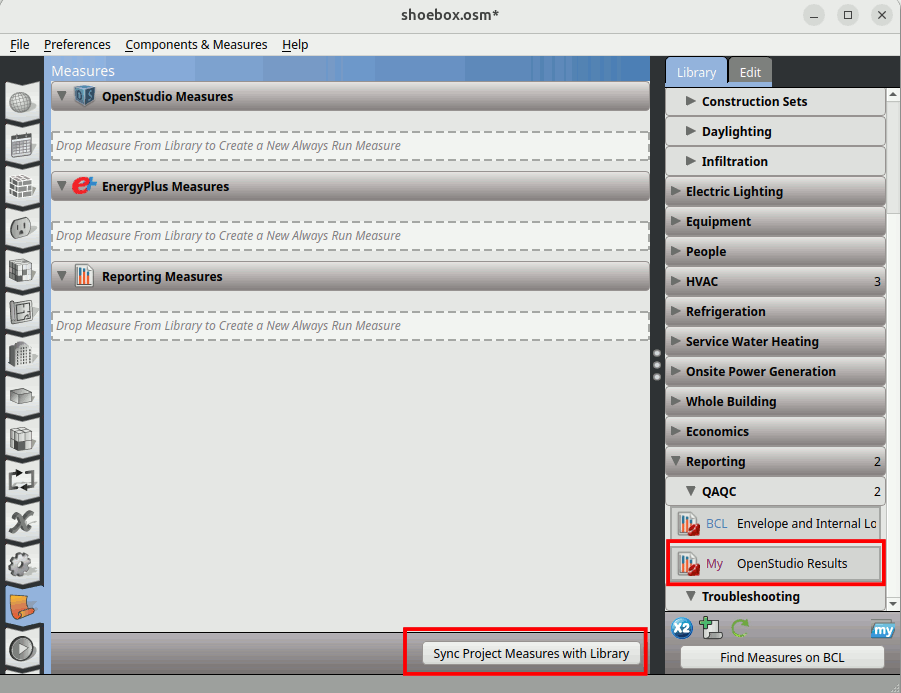 shoebox.osm*
File Preferences Components & Measures Help
Measures
OpenStudio Measures
Drop Measure From Library to Create a New Always Run Measure
EnergyPlus Measures
Drop Measure From Library to Create a New Always Run Measure
Reporting Measures
Drop Measure From Library to Create a New Always Run Measure
Sync Project Measures with Library
Library Edit
Construction Sets
Daylighting
Infiltration
Electric Lighting
Equipment
People
HVAC 3
Refrigeration
Service Water Heating
Onsite Power Generation
Whole Building
Economics
Reporting 2
QAQC 2
BCL Envelope and Internal Lo
My OpenStudio Results
Troubleshooting
X2 my
Find Measures on BCL